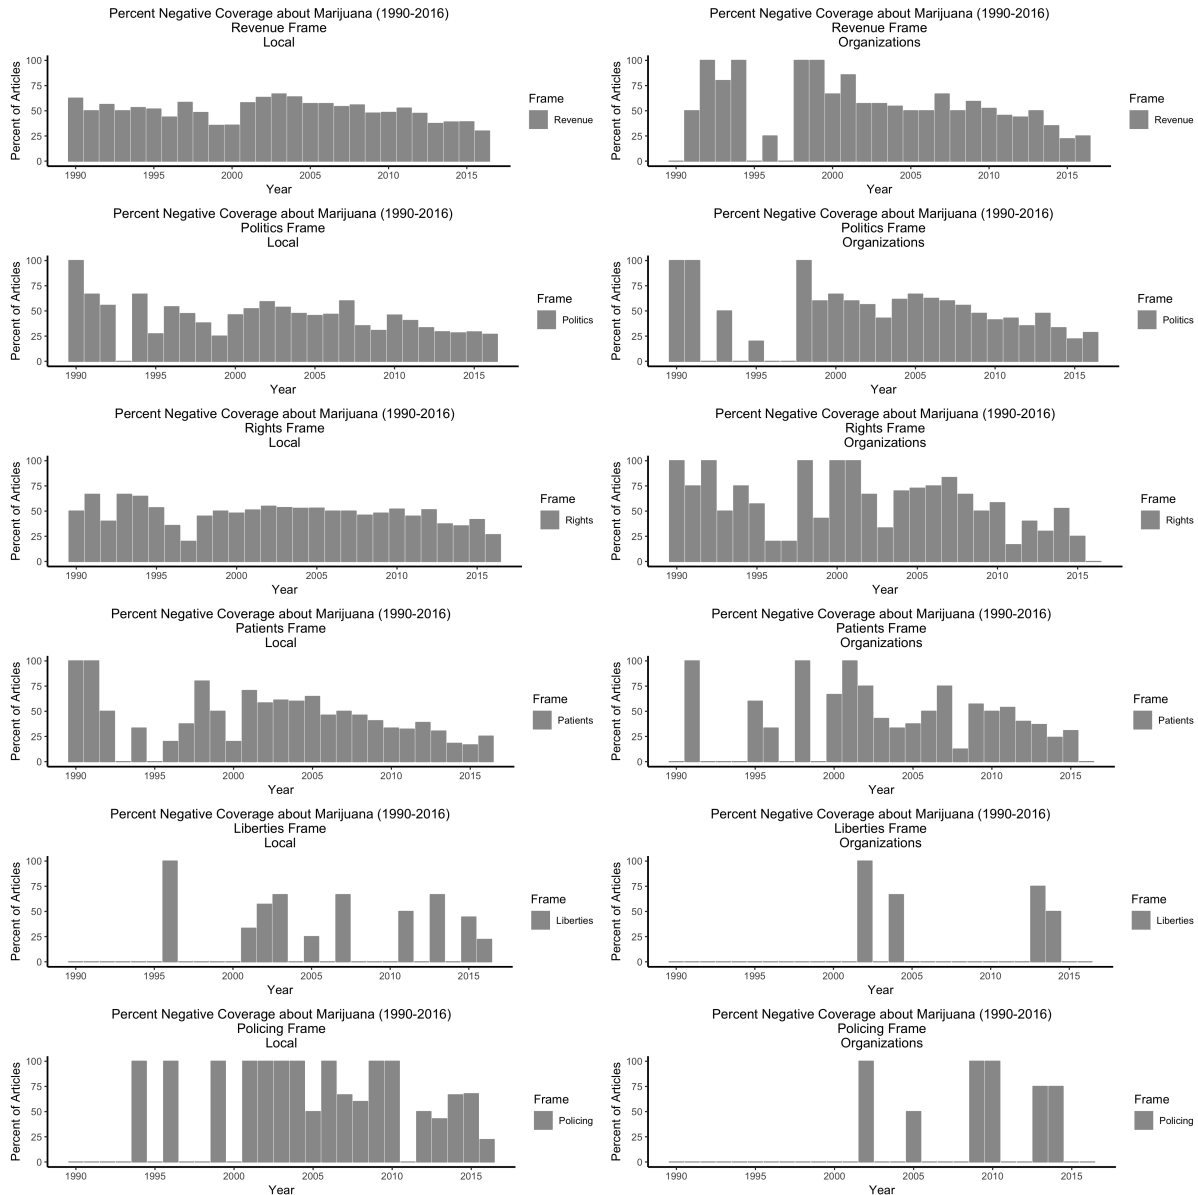 Percent Negative Coverage about Marijuana (1990-2016)
Revenue Frame
Local
Percent of Articles
100
75
50
25
0
1990 1995 2000 2005 2010 2015
Year
Frame
Revenue
Percent Negative Coverage about Marijuana (1990-2016)
Revenue Frame
Organizations
Percent of Articles
100
75
50
25
0
1990 1995 2000 2005 2010 2015
Year
Frame
Revenue
Percent Negative Coverage about Marijuana (1990-2016)
Politics Frame
Local
Percent of Articles
100
75
50
25
0
1990 1995 2000 2005 2010 2015
Year
Frame
Politics
Percent Negative Coverage about Marijuana (1990-2016)
Politics Frame
Organizations
Percent of Articles
100
75
50
25
0
1990 1995 2000 2005 2010 2015
Year
Frame
Politics
Percent Negative Coverage about Marijuana (1990-2016)
Rights Frame
Local
Percent of Articles
100
75
50
25
0
1990 1995 2000 2005 2010 2015
Year
Frame
Rights
Percent Negative Coverage about Marijuana (1990-2016)
Rights Frame
Organizations
Percent of Articles
100
75
50
25
0
1990 1995 2000 2005 2010 2015
Year
Frame
Rights
Percent Negative Coverage about Marijuana (1990-2016)
Patients Frame
Local
Percent of Articles
100
75
50
25
0
1990 1995 2000 2005 2010 2015
Year
Frame
Patients
Percent Negative Coverage about Marijuana (1990-2016)
Patients Frame
Organizations
Percent of Articles
100
75
50
25
0
1990 1995 2000 2005 2010 2015
Year
Frame
Patients
Percent Negative Coverage about Marijuana (1990-2016)
Liberties Frame
Local
Percent of Articles
100
75
50
25
0
1990 1995 2000 2005 2010 2015
Year
Frame
Liberties
Percent Negative Coverage about Marijuana (1990-2016)
Liberties Frame
Organizations
Percent of Articles
100
75
50
25
0
1990 1995 2000 2005 2010 2015
Year
Frame
Liberties
Percent Negative Coverage about Marijuana (1990-2016)
Policing Frame
Local
Percent of Articles
100
75
50
25
0
1990 1995 2000 2005 2010 2015
Year
Frame
Policing
Percent Negative Coverage about Marijuana (1990-2016)
Policing Frame
Organizations
Percent of Articles
100
75
50
25
0
1990 1995 2000 2005 2010 2015
Year
Frame
Policing